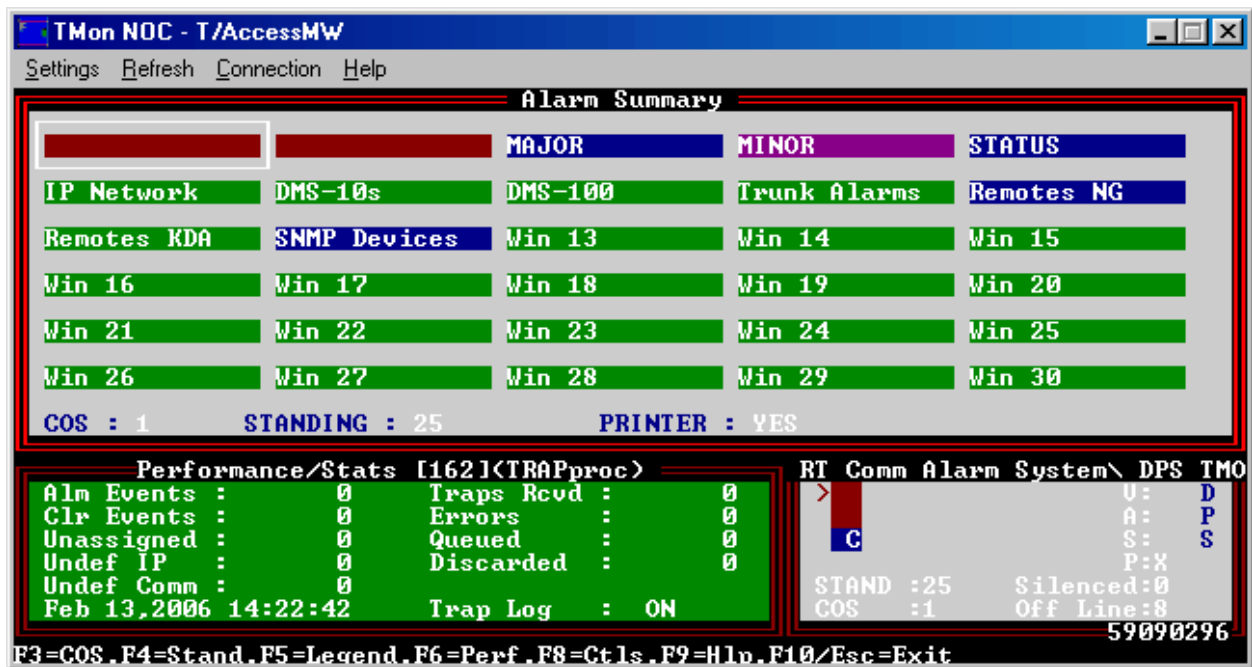 TMon NOC - T/AccessMW
Settings Refresh Connection Help
Alarm Summary
MAJOR MINOR STATUS
IP Network DMS-10s DMS-100 Trunk Alarms Remotes NG
Remotes KDA SNMP Devices Win 13 Win 14 Win 15
Win 16 Win 17 Win 18 Win 19 Win 20
Win 21 Win 22 Win 23 Win 24 Win 25
Win 26 Win 27 Win 28 Win 29 Win 30
COS : 1 STANDING : 25 PRINTER : YES
Performance/Stats [162](TRAPproc) RT Comm Alarm System\ DPS TMO
Alm Events : 0 Traps Rcvd : 0 > V: D
Clr Events : 0 Errors : 0 A: P
Unassigned : 0 Queued : 0 C S: S
Undef IP : 0 Discarded : 0 P:X
Undef Comm : 0 STAND :25 Silenced:0
Feb 13,2006 14:22:42 Trap Log : ON COS :1 Off Line:8
59090296
F3=COS,F4=Stand,F5=Legend,F6=Perf,F8=Ctls,F9=Hlp,F10/Esc=Exit